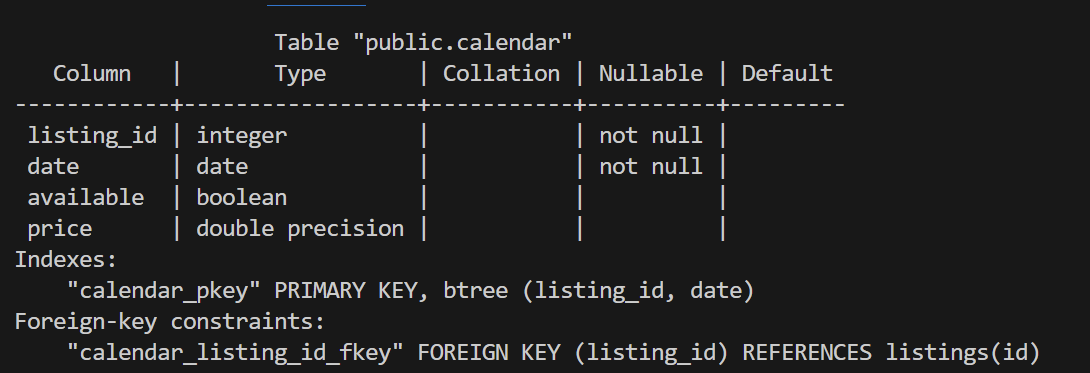 Table "public.calendar"
   Column   |       Type       | Collation | Nullable | Default
------------+------------------+-----------+----------+---------
 listing_id | integer          |           | not null |
 date       | date             |           | not null |
 available  | boolean          |           |          |
 price      | double precision |           |          |
Indexes:
    "calendar_pkey" PRIMARY KEY, btree (listing_id, date)
Foreign-key constraints:
    "calendar_listing_id_fkey" FOREIGN KEY (listing_id) REFERENCES listings(id)